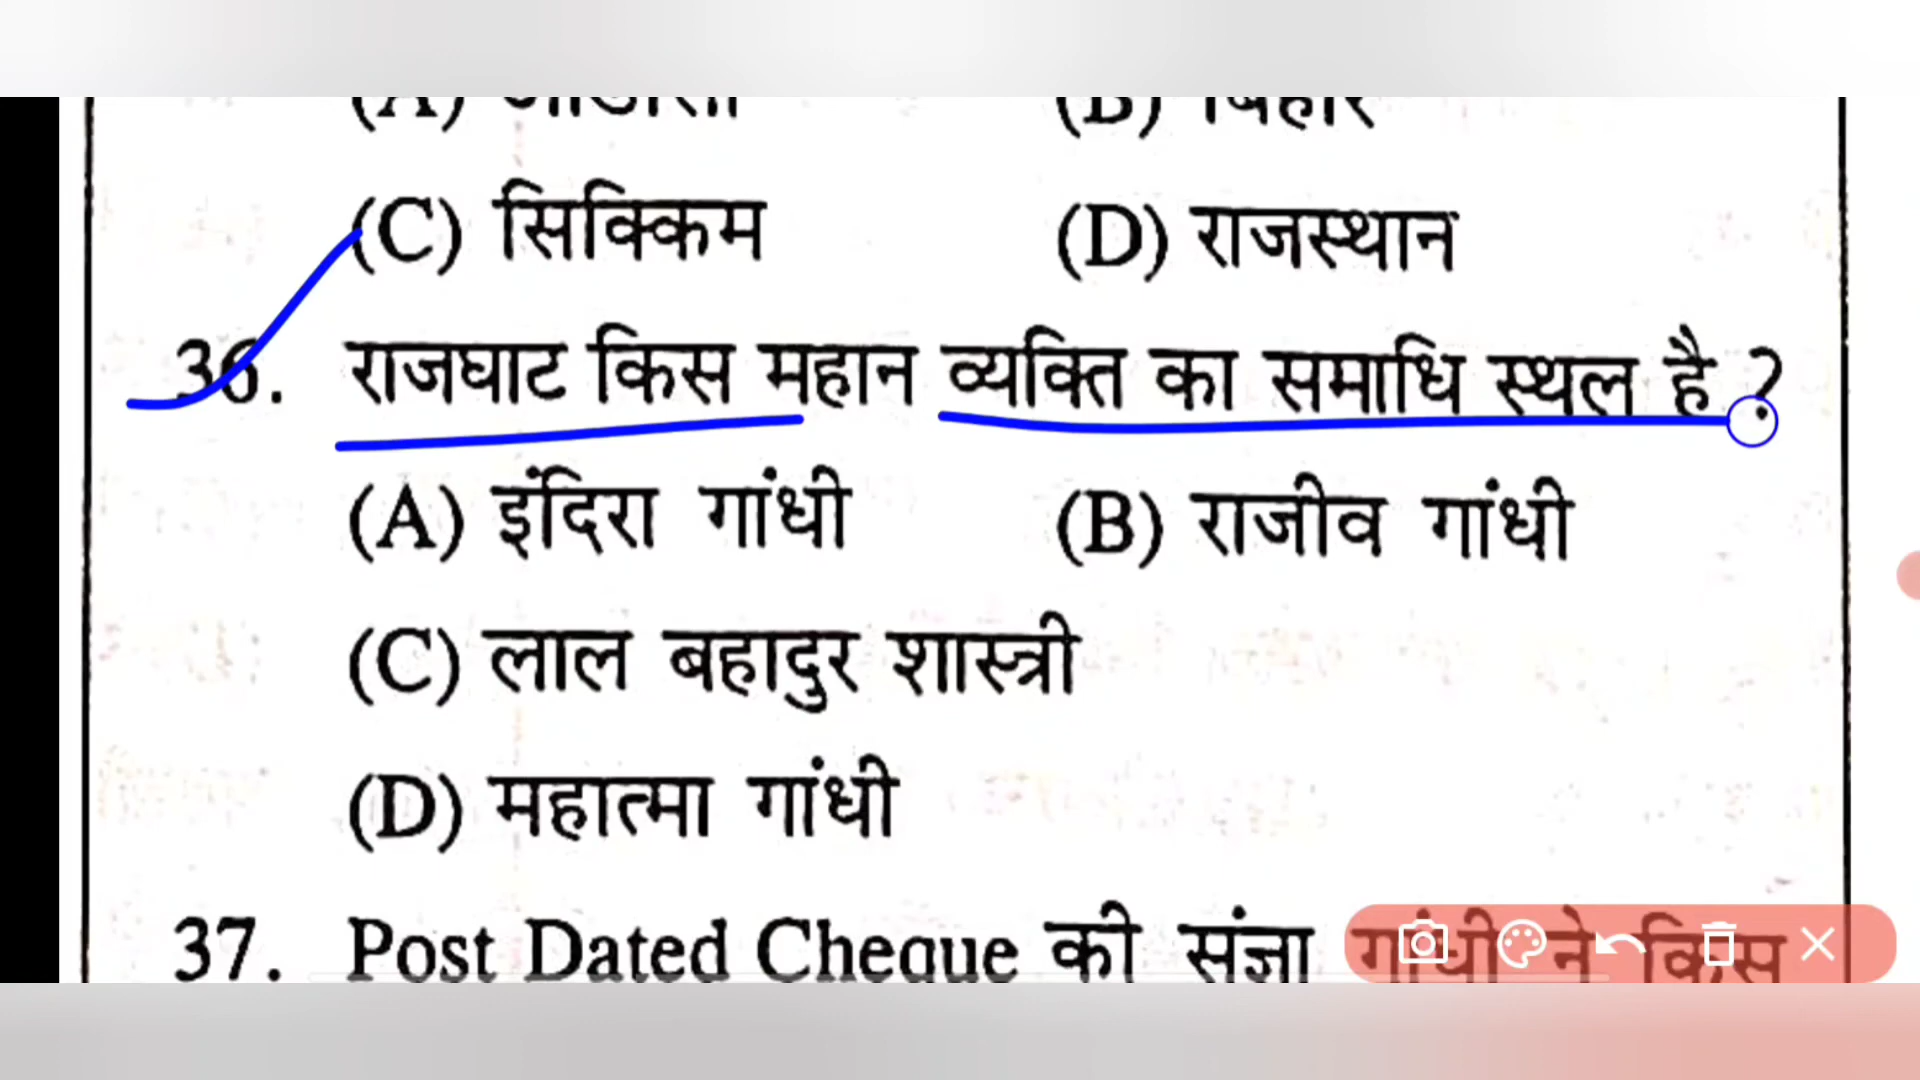 (C) सिक्किम (D) राजस्थान
36. राजघाट किस महान व्यक्ति का समाधि स्थल है ?
(A) इंदिरा गांधी (B) राजीव गांधी
(C) लाल बहादुर शास्त्री
(D) महात्मा गांधी
37. Post Dated Cheque की संज्ञा गांधी ने किस